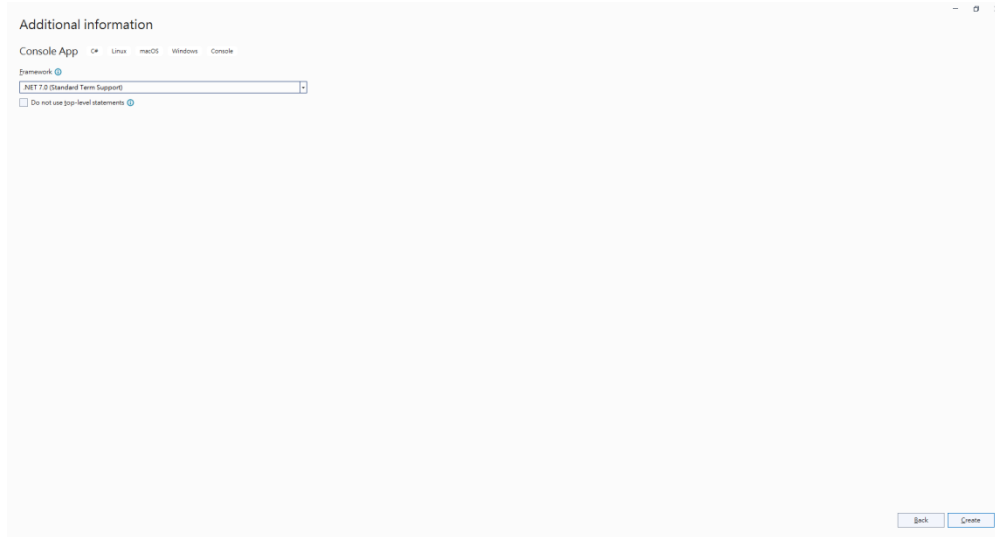 Additional information
Console App C# Linux macOS Windows Console
Framework
.NET 7.0 (Standard Term Support)
Do not use top-level statements
Back Create